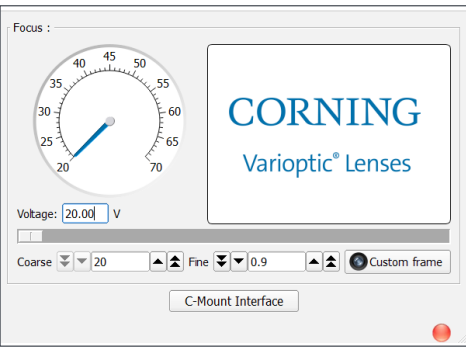 Focus :
20
25
30
35
40
45
50
55
60
65
70
CORNING
Varioptic® Lenses
Voltage: 20.00 V
Coarse 20 Fine 0.9 Custom frame
C-Mount Interface